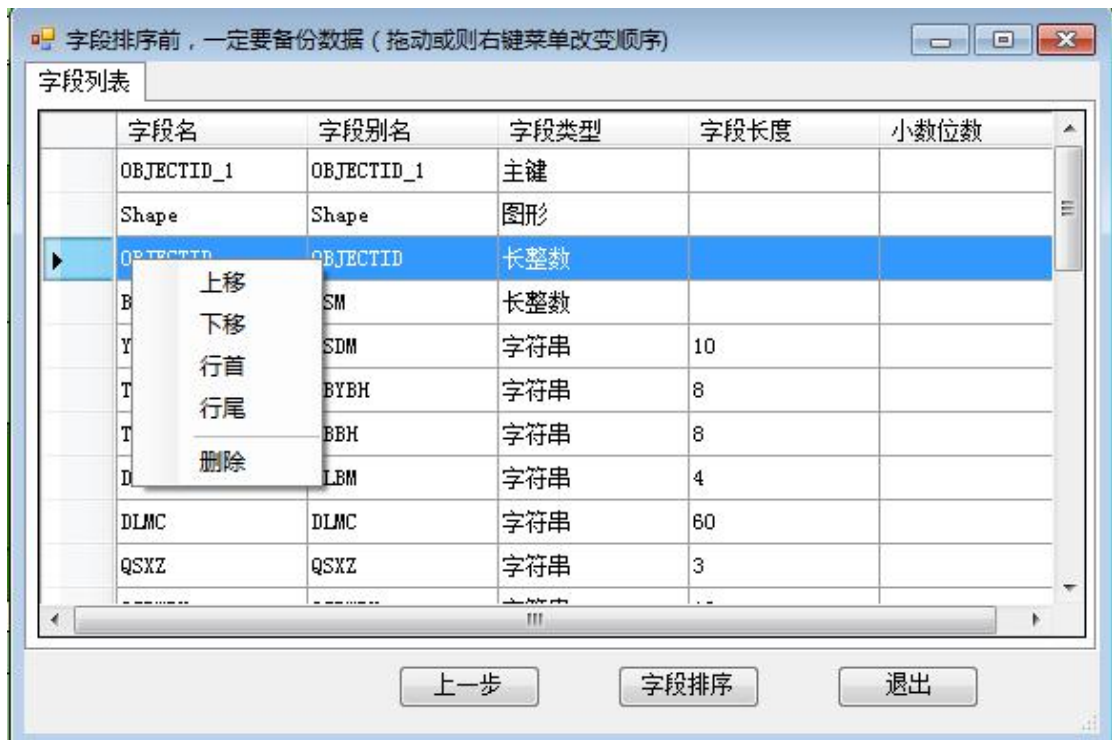 字段排序前，一定要备份数据（拖动或则右键菜单改变顺序)
字段列表
字段名 字段别名 字段类型 字段长度 小数位数
OBJECTID_1 OBJECTID_1 主键
Shape Shape 图形
OBJECTID OBJECTID 长整数
上移
下移
行首
行尾
删除
B SM 长整数
Y SDM 字符串 10
T BYBH 字符串 8
T BBH 字符串 8
D LBM 字符串 4
DLMC DLMC 字符串 60
QSXZ QSXZ 字符串 3
上一步 字段排序 退出